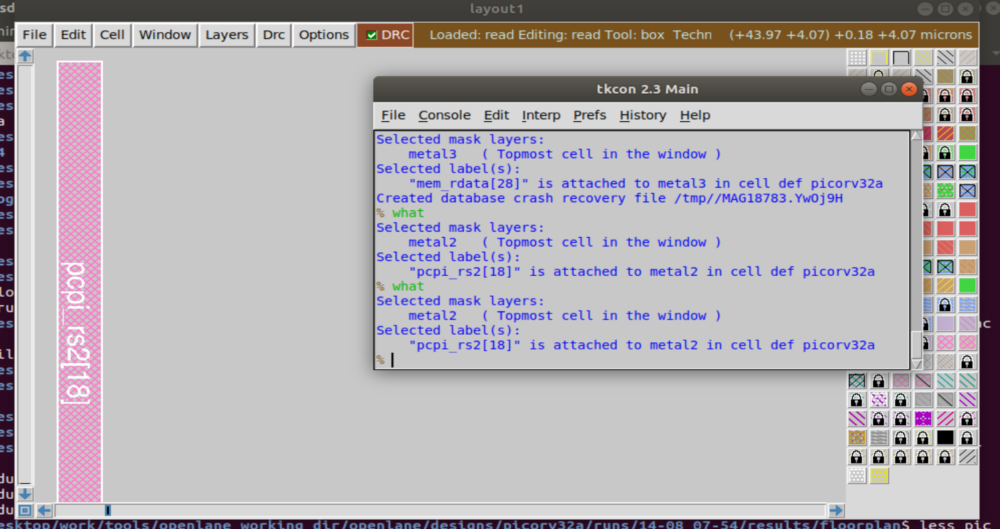 layout1
File Edit Cell Window Layers Drc Options DRC Loaded: read Editing: read Tool: box Techn (+43.97 +4.07) +0.18 +4.07 microns
tkcon 2.3 Main
File Console Edit Interp Prefs History Help
Selected mask layers:
metal3 ( Topmost cell in the window )
Selected label(s):
"mem_rdata[28]" is attached to metal3 in cell def picorv32a
Created database crash recovery file /tmp//MAG18783.YwOj9H
% what
Selected mask layers:
metal2 ( Topmost cell in the window )
Selected label(s):
"pcpi_rs2[18]" is attached to metal2 in cell def picorv32a
% what
Selected mask layers:
metal2 ( Topmost cell in the window )
Selected label(s):
"pcpi_rs2[18]" is attached to metal2 in cell def picorv32a
%
pcpi_rs2[18]
esktop/work/tools/openlane_working_dir/openlane/designs/picorv32a/runs/14-08_07-54/results/floorplan$ less pic